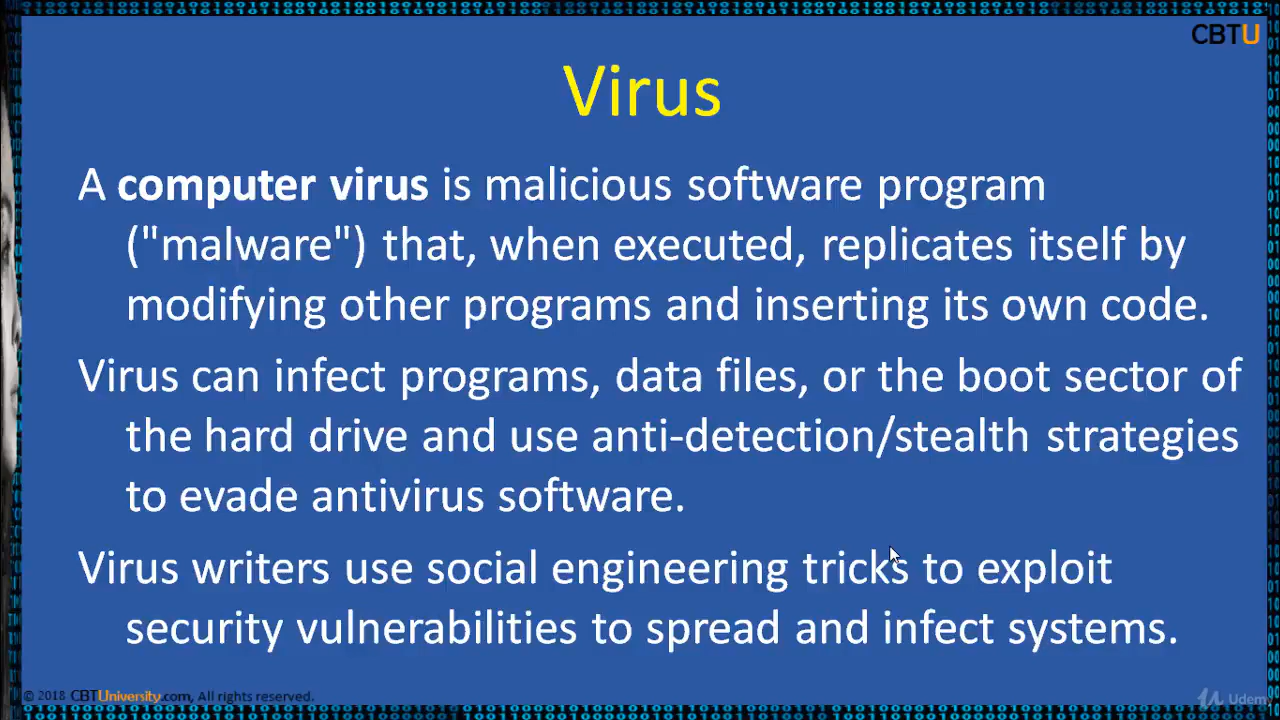 CBTU
Virus
A computer virus is malicious software program
("malware") that, when executed, replicates itself by
modifying other programs and inserting its own code.
Virus can infect programs, data files, or the boot sector of
the hard drive and use anti-detection/stealth strategies
to evade antivirus software.
Virus writers use social engineering tricks to exploit
security vulnerabilities to spread and infect systems.
© 2018 CBTUniversity.com, All rights reserved.
Udemy